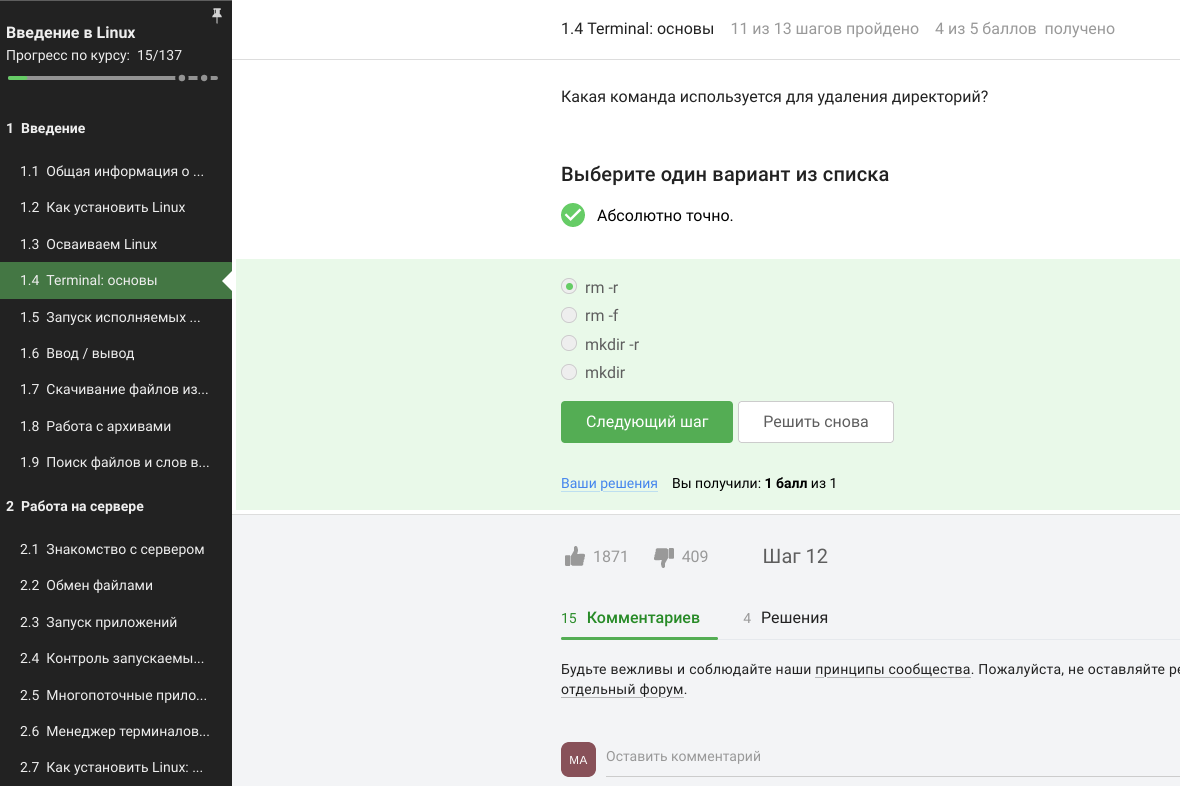 Введение в Linux
Прогресс по курсу: 15/137
1 Введение
1.1 Общая информация о ...
1.2 Как установить Linux
1.3 Осваиваем Linux
1.4 Terminal: основы
1.5 Запуск исполняемых ...
1.6 Ввод / вывод
1.7 Скачивание файлов из...
1.8 Работа с архивами
1.9 Поиск файлов и слов в...
2 Работа на сервере
2.1 Знакомство с сервером
2.2 Обмен файлами
2.3 Запуск приложений
2.4 Контроль запускаемы...
2.5 Многопоточные прило...
2.6 Менеджер терминалов...
2.7 Как установить Linux: ...
1.4 Terminal: основы 11 из 13 шагов пройдено 4 из 5 баллов получено
Какая команда используется для удаления директорий?
Выберите один вариант из списка
Абсолютно точно.
rm -r
rm -f
mkdir -r
mkdir
Следующий шаг Решить снова
Ваши решения Вы получили: 1 балл из 1
1871 409 Шаг 12
15 Комментариев 4 Решения
Будьте вежливы и соблюдайте наши принципы сообщества. Пожалуйста, не оставляйте ре
отдельный форум.
MA Оставить комментарий